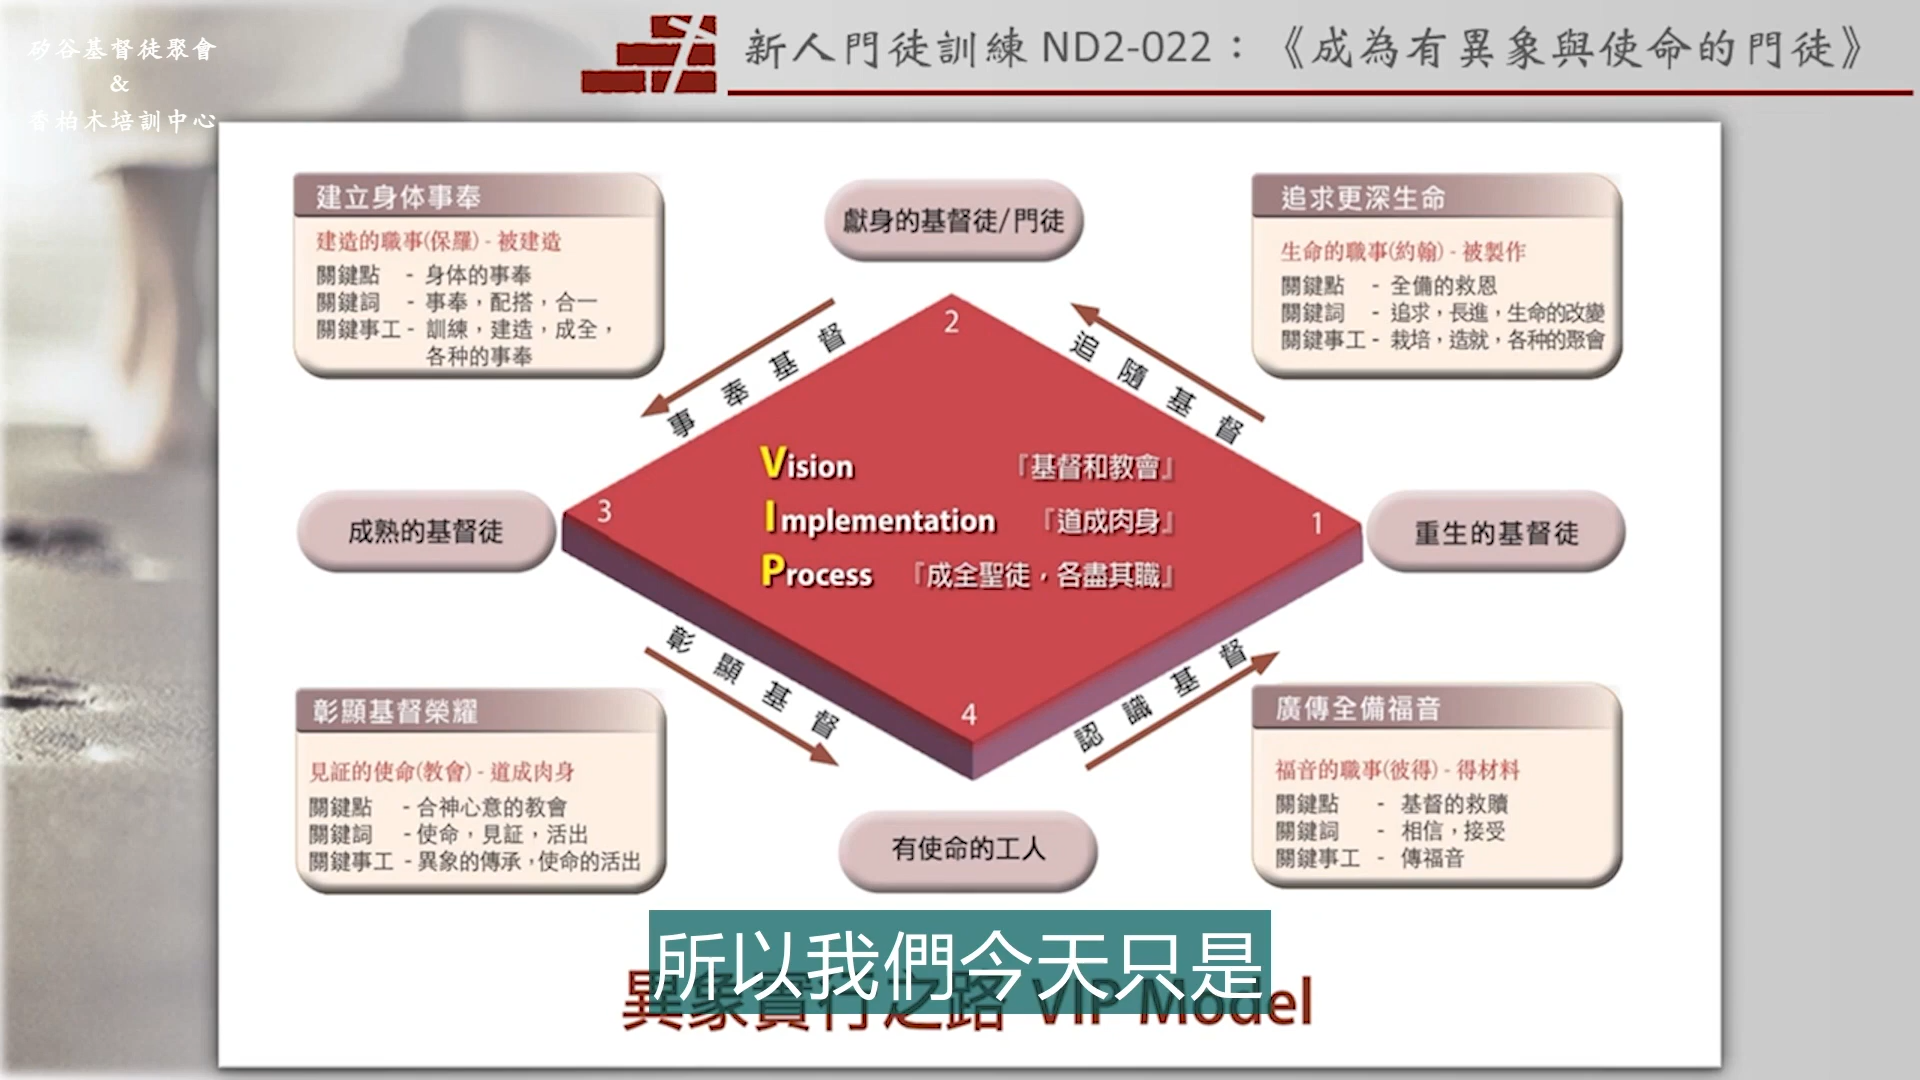 矽谷基督徒聚會
&
香柏木培訓中心
新人門徒訓練 ND2-022：《成為有異象與使命的門徒》
建立身体事奉
建造的職事(保羅) - 被建造
關鍵點 - 身体的事奉
關鍵詞 - 事奉，配搭，合一
關鍵事工 - 訓練，建造，成全，
各种的事奉
獻身的基督徒/門徒
追求更深生命
生命的職事(約翰) - 被製作
關鍵點 - 全備的救恩
關鍵詞 - 追求，長進，生命的改變
關鍵事工 - 栽培，造就，各种的聚會
事奉基督
2
追隨基督
成熟的基督徒
3
Vision 『基督和教會』
Implementation 『道成肉身』
Process 『成全聖徒，各盡其職』
1
重生的基督徒
彰顯基督
4
認識基督
彰顯基督榮耀
見証的使命(教會) - 道成肉身
關鍵點 - 合神心意的教會
關鍵詞 - 使命，見証，活出
關鍵事工 - 異象的傳承，使命的活出
有使命的工人
廣傳全備福音
福音的職事(彼得) - 得材料
關鍵點 - 基督的救贖
關鍵詞 - 相信，接受
關鍵事工 - 傳福音
所以我們今天只是
異象實行之路 VIP Model